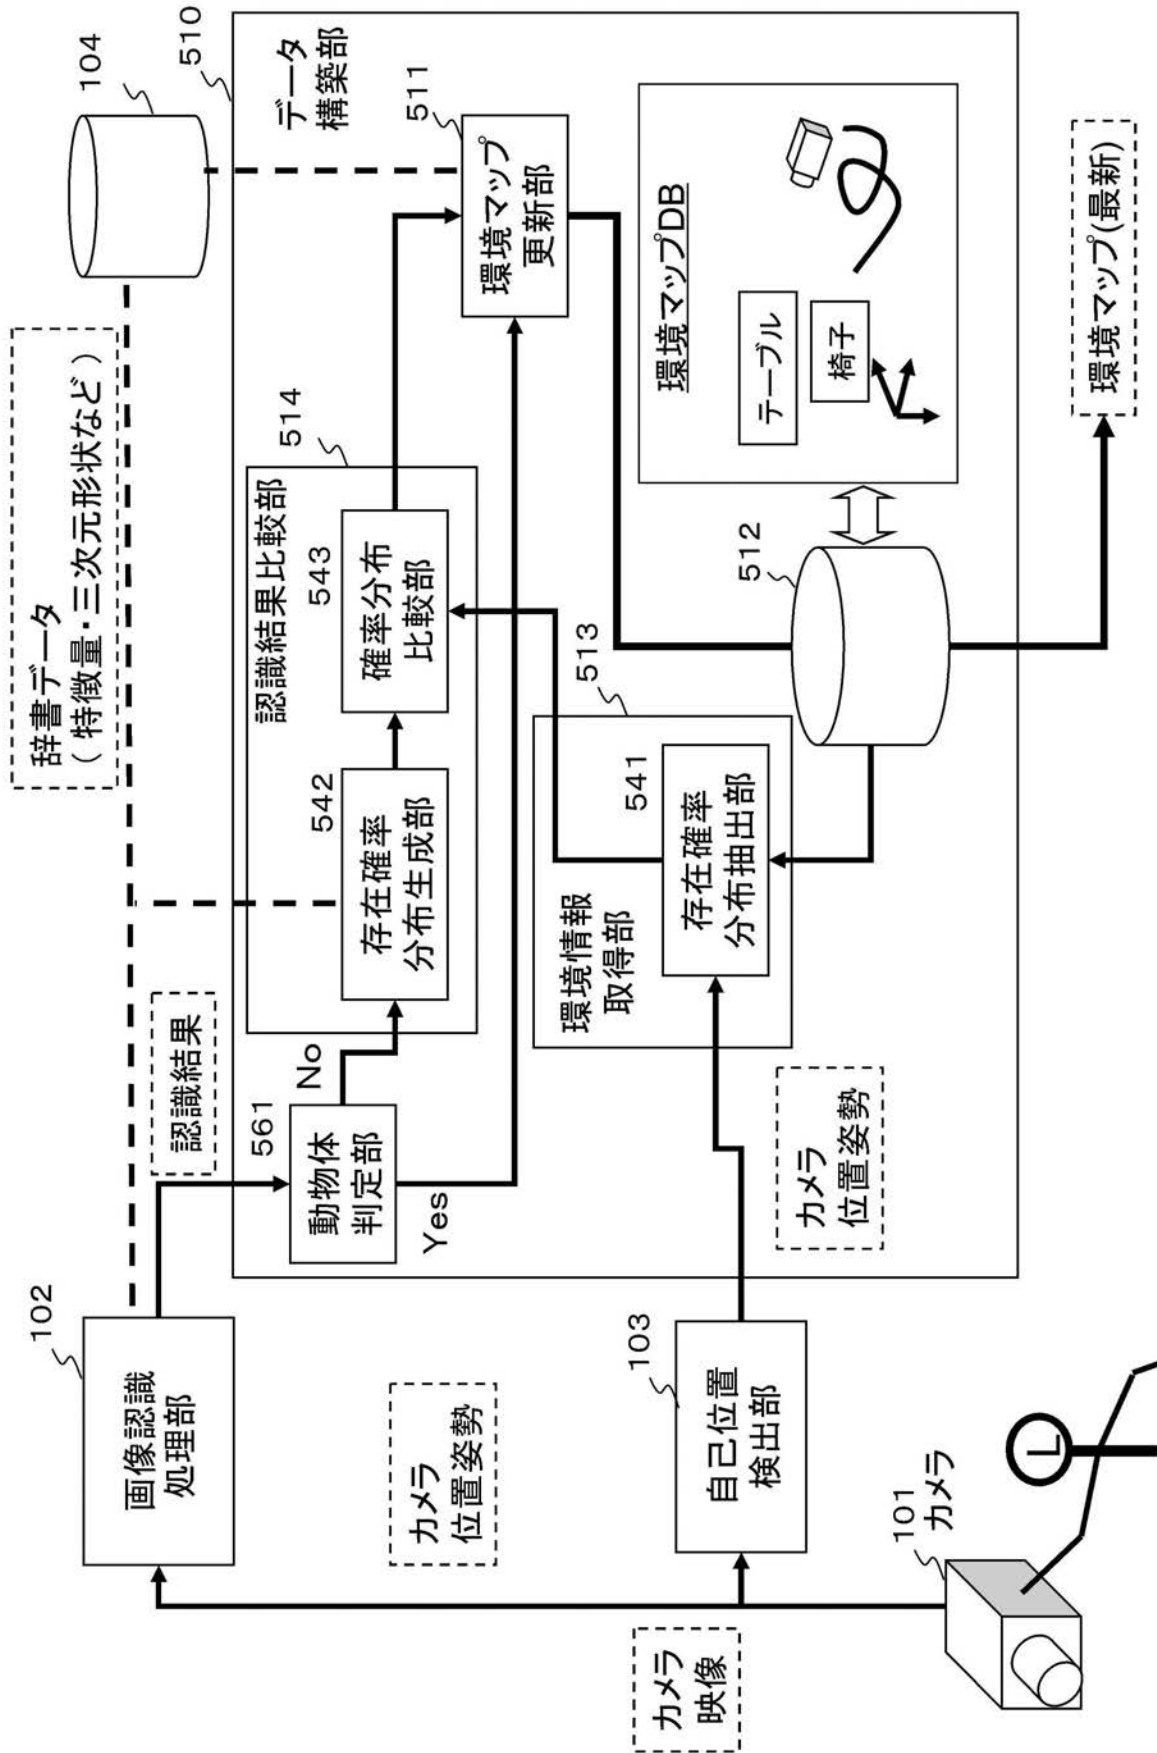 辞書データ
(特徴量・三次元形状など)
104
510
データ
構築部
102
画像認識
処理部
認識結果
561
動物体
判定部
No
Yes
認識結果比較部
514
542
存在確率
分布生成部
543
確率分布
比較部
511
環境マップ
更新部
カメラ
位置姿勢
103
自己位置
検出部
カメラ
位置姿勢
環境情報
取得部
513
541
存在確率
分布抽出部
512
環境マップDB
テーブル
椅子
カメラ
映像
101
カメラ
L
環境マップ(最新)